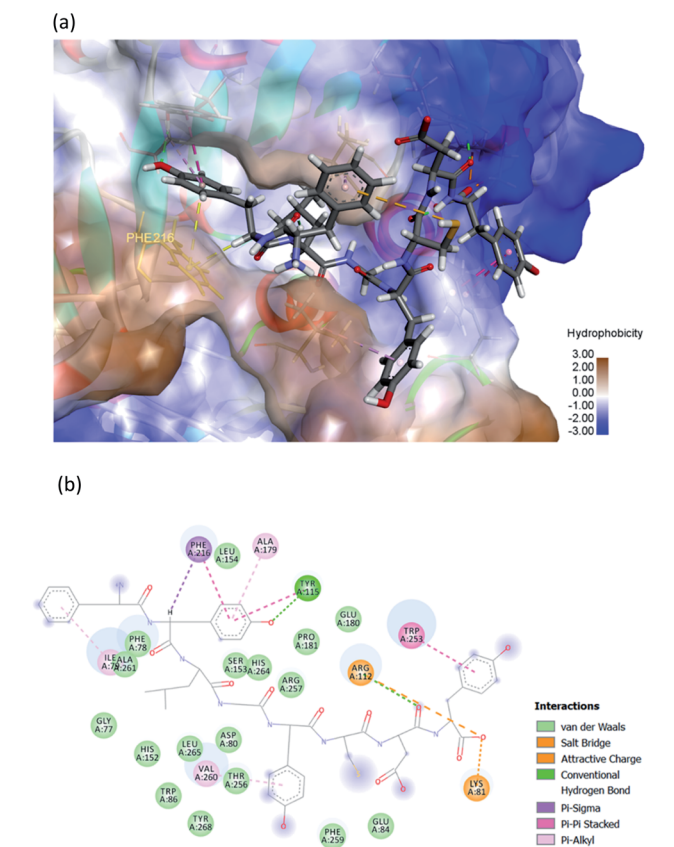 (a)
PHE216
Hydrophobicity
3.00
2.00
1.00
0.00
-1.00
-2.00
-3.00
(b)
PHE
A:216
LEU
A:154
ALA
A:179
TYR
A:115
GLU
A:180
TRP
A:253
PRO
A:181
PHE
A:78
ILE
ALA
A:261
SER
A:153
HIS
A:264
ARG
A:257
ARG
A:112
GLY
A:77
HIS
A:152
LEU
A:265
ASP
A:80
VAL
A:260
THR
A:256
TRP
A:86
TYR
A:268
PHE
A:259
GLU
A:84
LYS
A:81
H
O
Interactions
van der Waals
Salt Bridge
Attractive Charge
Conventional
Hydrogen Bond
Pi-Sigma
Pi-Pi Stacked
Pi-Alkyl